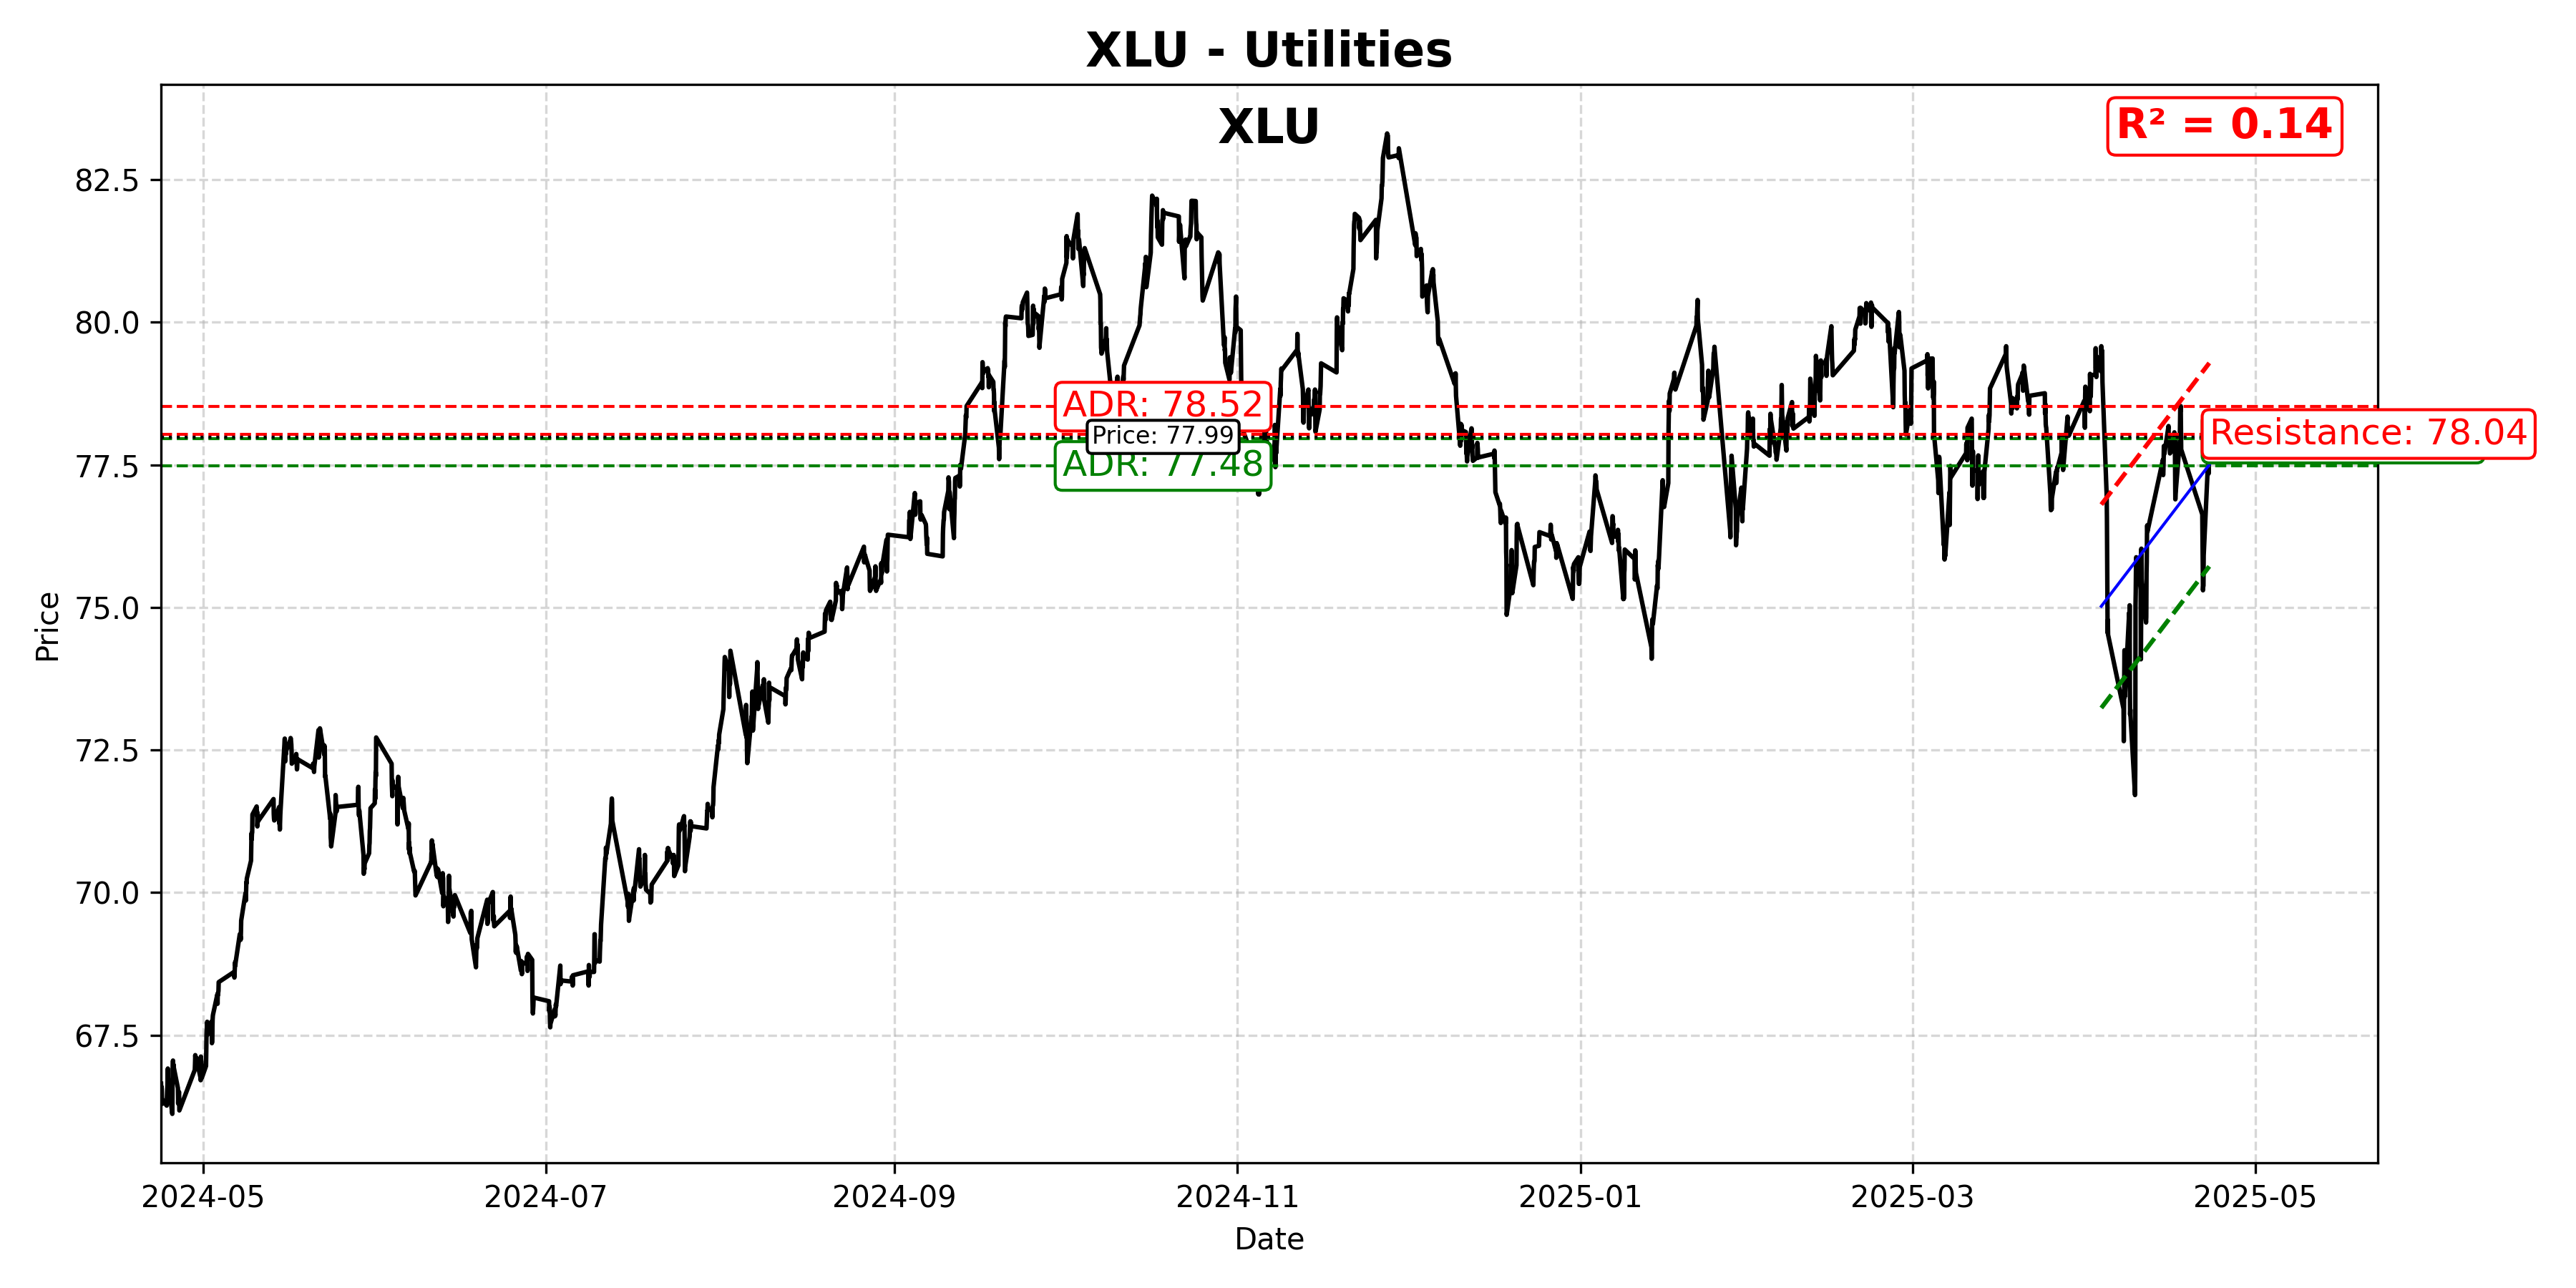 XLU - Utilities
XLU
R² = 0.14
82.5
80.0
77.5
75.0
72.5
70.0
67.5
Price
ADR: 78.52
Price: 77.99
ADR: 77.48
Resistance: 78.04
2024-05
2024-07
2024-09
2024-11
2025-01
2025-03
2025-05
Date